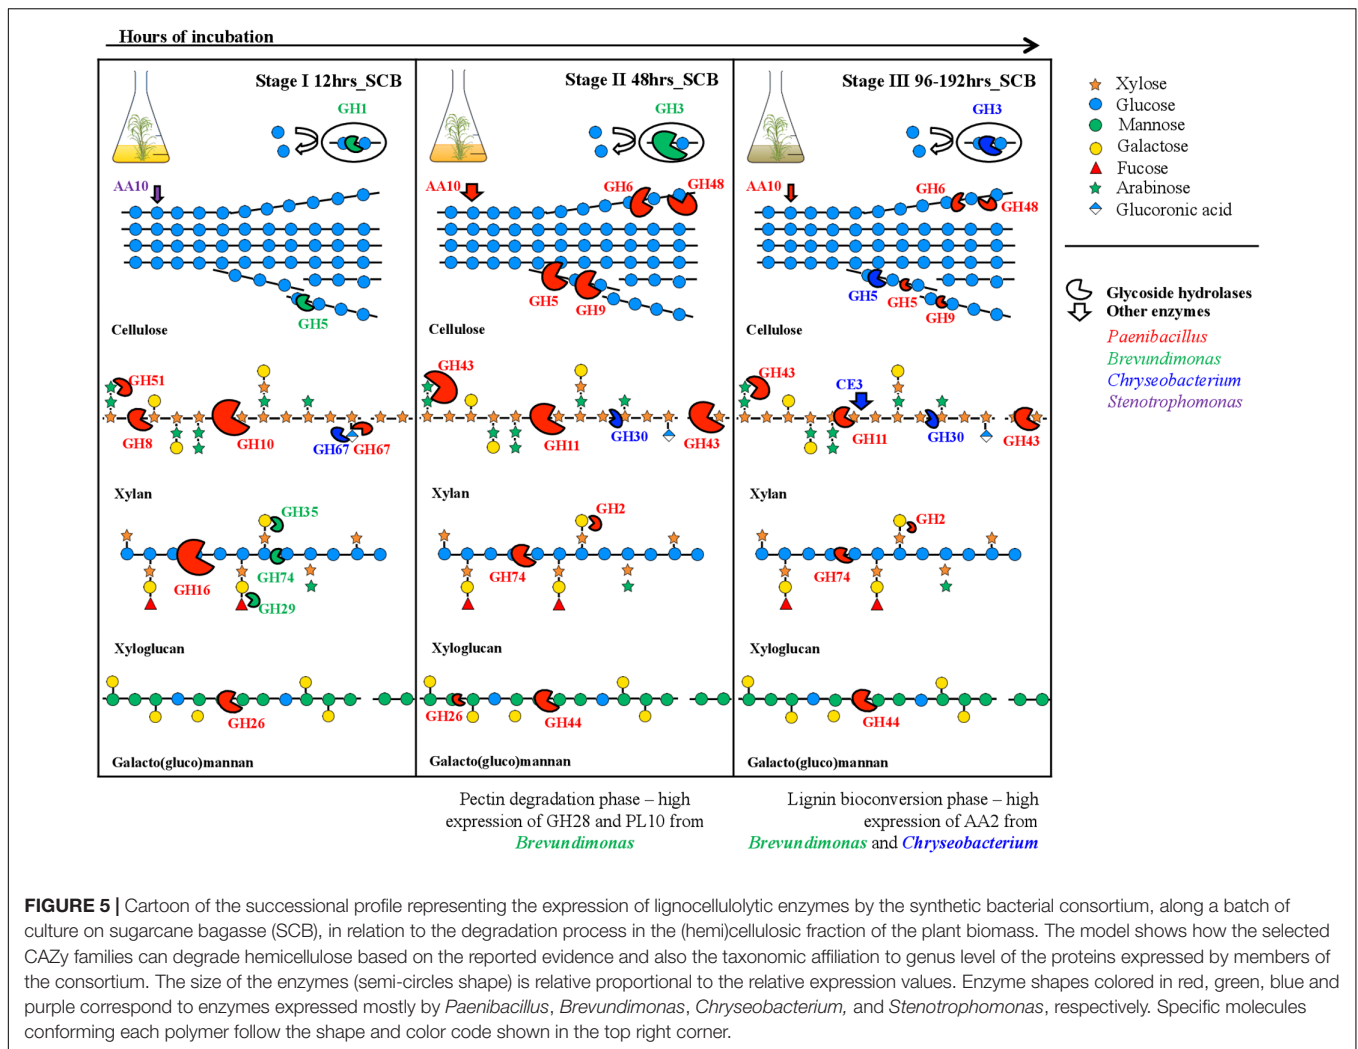 Hours of incubation
Stage I 12hrs_SCB
GH1
AA10
GH5
Cellulose
GH51
GH8
GH10
GH67
GH67
Xylan
GH35
GH16
GH74
GH29
Xyloglucan
GH26
Galacto(gluco)mannan
Stage II 48hrs_SCB
GH3
AA10
GH6
GH48
GH5
GH9
Cellulose
GH43
GH11
GH30
GH43
Xylan
GH2
GH74
Xyloglucan
GH26
GH44
Galacto(gluco)mannan
Pectin degradation phase – high
expression of GH28 and PL10 from
Brevundimonas
Stage III 96-192hrs_SCB
GH3
AA10
GH6
GH48
GH5
GH5
GH9
Cellulose
GH43
CE3
GH11
GH30
GH43
Xylan
GH2
GH74
Xyloglucan
GH44
Galacto(gluco)mannan
Lignin bioconversion phase – high
expression of AA2 from
Brevundimonas and Chryseobacterium
Xylose
Glucose
Mannose
Galactose
Fucose
Arabinose
Glucoronic acid
Glycoside hydrolases
Other enzymes
Paenibacillus
Brevundimonas
Chryseobacterium
Stenotrophomonas
FIGURE 5 | Cartoon of the successional profile representing the expression of lignocellulolytic enzymes by the synthetic bacterial consortium, along a batch of
culture on sugarcane bagasse (SCB), in relation to the degradation process in the (hemi)cellulosic fraction of the plant biomass. The model shows how the selected
CAZy families can degrade hemicellulose based on the reported evidence and also the taxonomic affiliation to genus level of the proteins expressed by members of
the consortium. The size of the enzymes (semi-circles shape) is relative proportional to the relative expression values. Enzyme shapes colored in red, green, blue and
purple correspond to enzymes expressed mostly by Paenibacillus, Brevundimonas, Chryseobacterium, and Stenotrophomonas, respectively. Specific molecules
conforming each polymer follow the shape and color code shown in the top right corner.